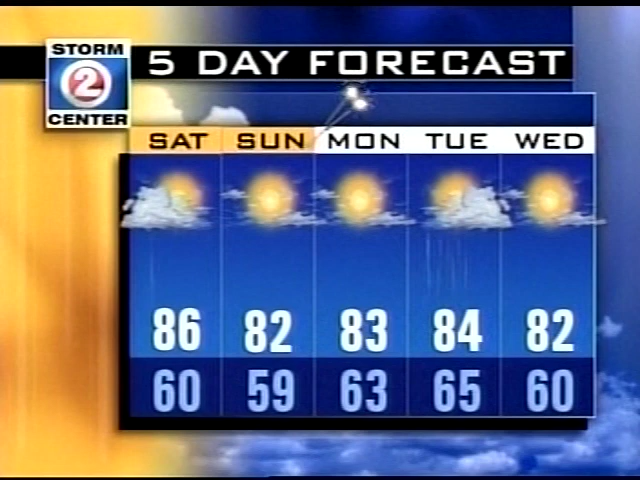 STORM
2
CENTER
5 DAY FORECAST
SAT SUN MON TUE WED
86 82 83 84 82
60 59 63 65 60